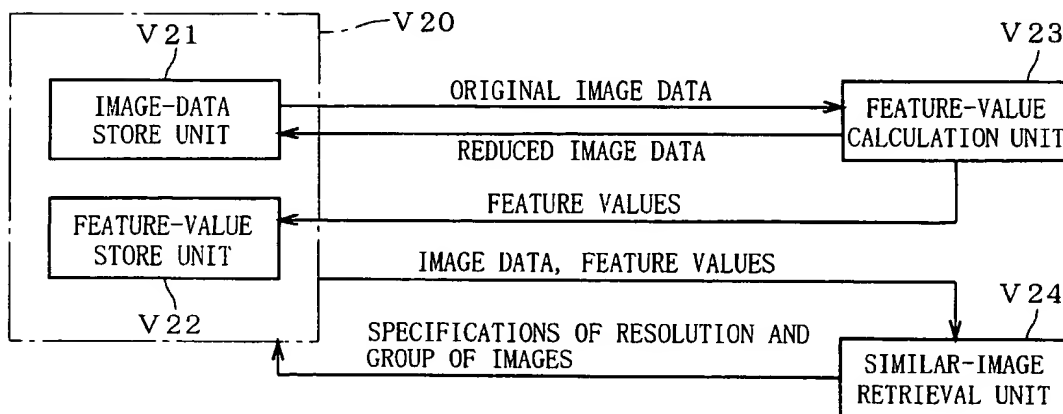 V21
V20
V23
IMAGE-DATA
STORE UNIT
ORIGINAL IMAGE DATA
REDUCED IMAGE DATA
FEATURE-VALUE
CALCULATION UNIT
FEATURE VALUES
FEATURE-VALUE
STORE UNIT
IMAGE DATA, FEATURE VALUES
V22
V24
SPECIFICATIONS OF RESOLUTION AND
GROUP OF IMAGES
SIMILAR-IMAGE
RETRIEVAL UNIT